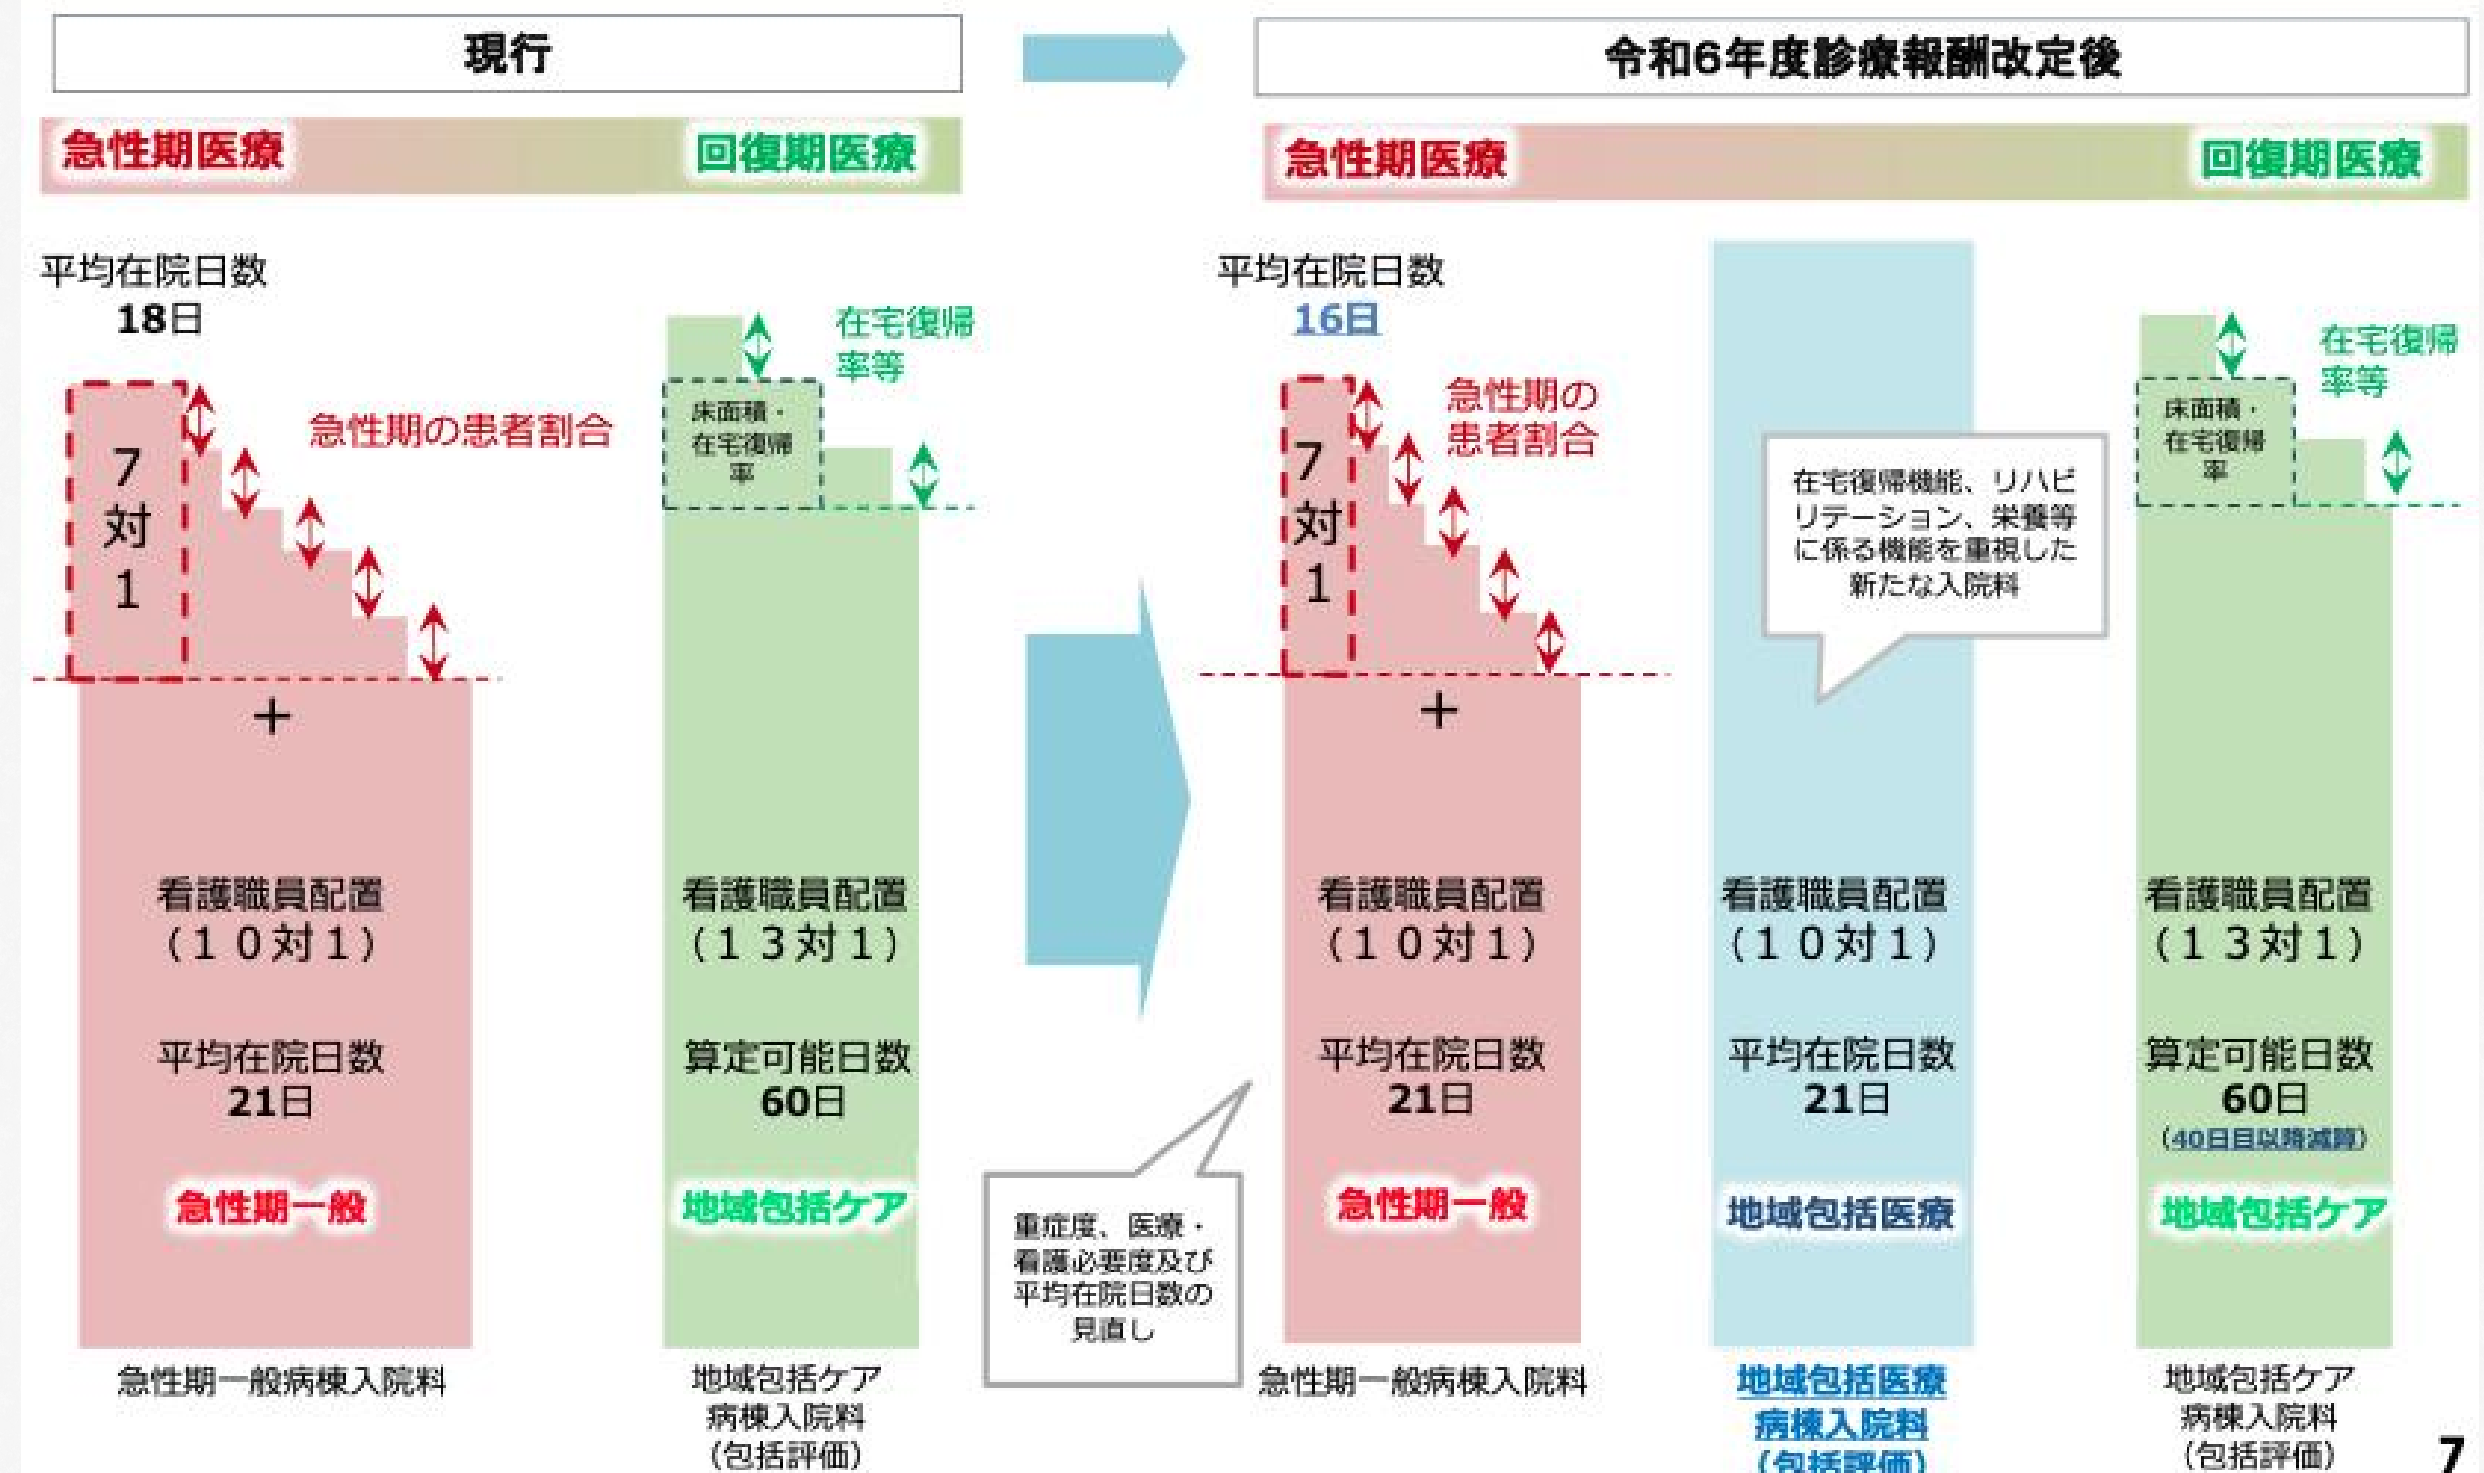 現行
令和6年度診療報酬改定後
急性期医療
回復期医療
急性期医療
回復期医療
平均在院日数
18日
7
対
1
急性期の患者割合
+
看護職員配置
(10対1)
平均在院日数
21日
急性期一般
急性期一般病棟入院料
在宅復帰
率等
床面積・
在宅復帰
率
看護職員配置
(13対1)
算定可能日数
60日
地域包括ケア
地域包括ケア
病棟入院料
(包括評価)
平均在院日数
16日
7
対
1
急性期の
患者割合
+
看護職員配置
(10対1)
平均在院日数
21日
急性期一般
重症度、医療・
看護必要度及び
平均在院日数の
見直し
急性期一般病棟入院料
在宅復帰機能、リハビ
リテーション、栄養等
に係る機能を重視した
新たな入院料
看護職員配置
(10対1)
平均在院日数
21日
地域包括医療
地域包括医療
病棟入院料
(包括評価)
在宅復帰
率等
床面積・
在宅復帰
率
看護職員配置
(13対1)
算定可能日数
60日
(40日目以降減算)
地域包括ケア
地域包括ケア
病棟入院料
(包括評価)
7